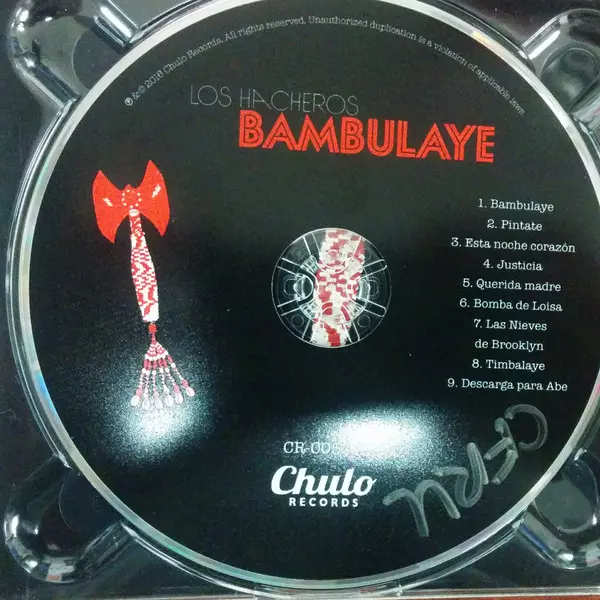 ℗ & © 2016 Chulo Records. All rights reserved. Unauthorized duplication is a violation of applicable laws
LOS HACHEROS
BAMBULAYE
1. Bambulaye
2. Pintate
3. Esta noche corazón
4. Justicia
5. Querida madre
6. Bomba de Loisa
7. Las Nieves
de Brooklyn
8. Timbalaye
9. Descarga para Abe
Chulo
RECORDS